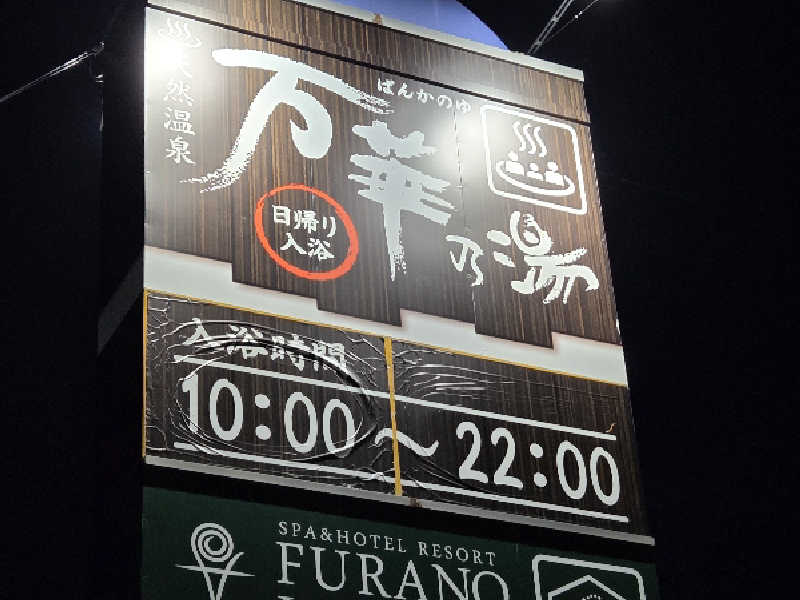 天然温泉
ばんかのゆ
万華乃湯
日帰り
入浴
入浴時間
10:00～22:00
SPA&HOTEL RESORT
FURANO